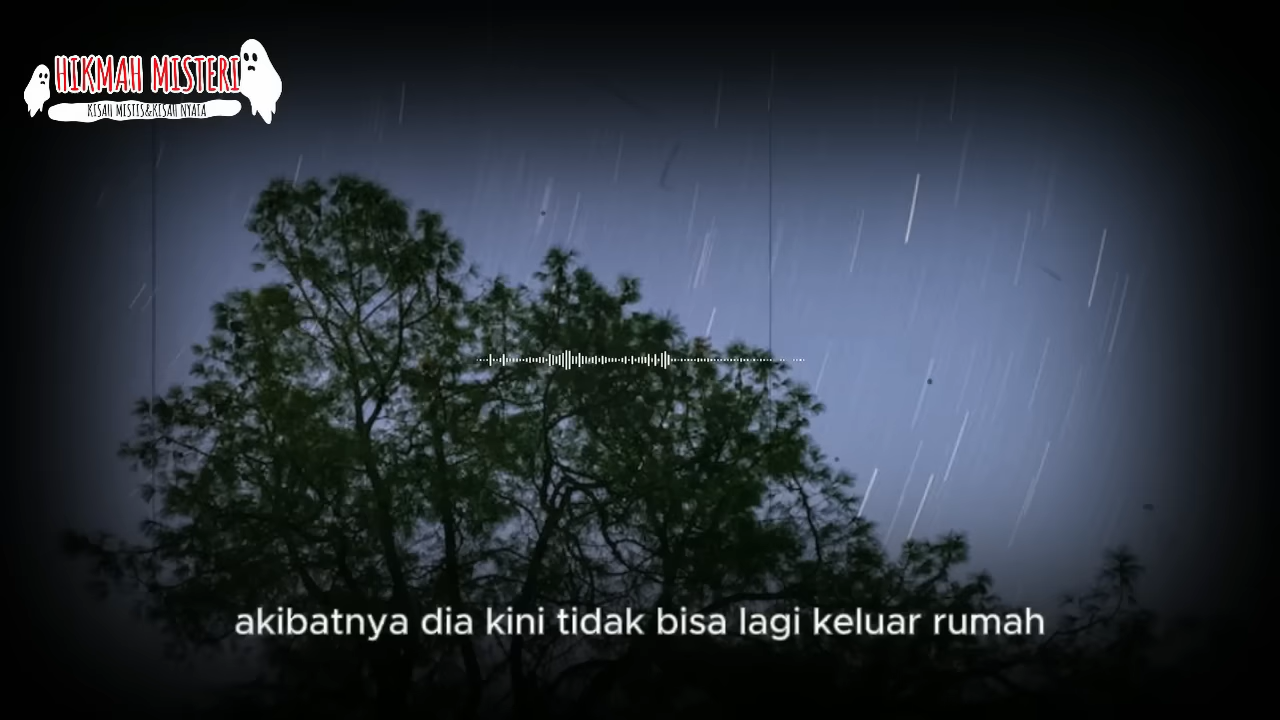 HIKMAH MISTERI
KISAH MISTIS&KISAH NYATA
akibatnya dia kini tidak bisa lagi keluar rumah